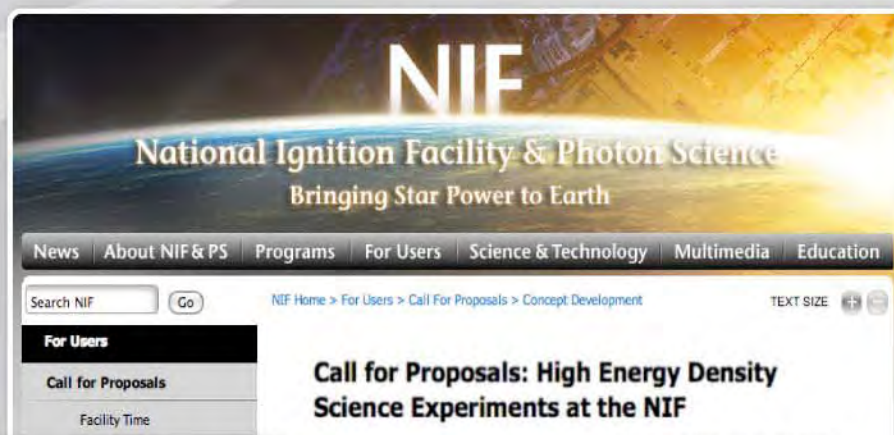 NIF
National Ignition Facility & Photon Science
Bringing Star Power to Earth
News About NIF & PS Programs For Users Science & Technology Multimedia Education
Search NIF Go NIF Home > For Users > Call For Proposals > Concept Development TEXT SIZE + -
For Users
Call for Proposals
Facility Time
Call for Proposals: High Energy Density
Science Experiments at the NIF